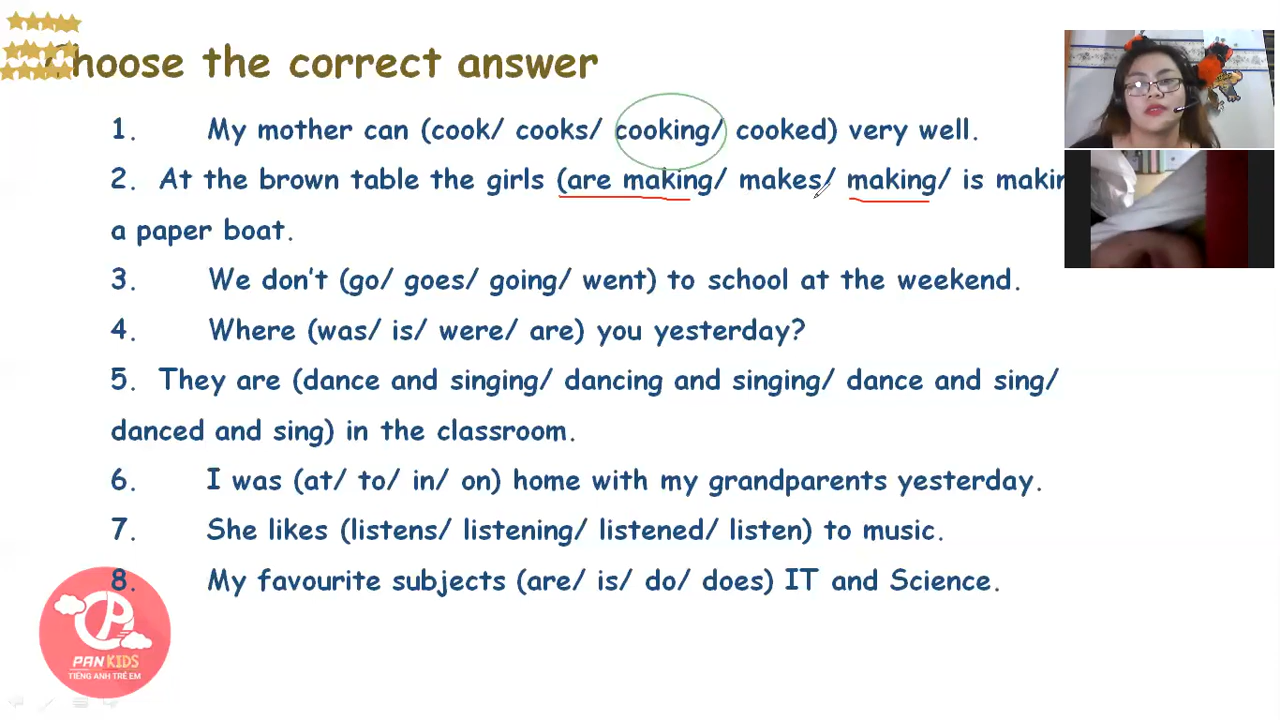 Choose the correct answer
1. My mother can (cook/ cooks/ cooking/ cooked) very well.
2. At the brown table the girls (are making/ makes/ making/ is makin
a paper boat.
3. We don't (go/ goes/ going/ went) to school at the weekend.
4. Where (was/ is/ were/ are) you yesterday?
5. They are (dance and singing/ dancing and singing/ dance and sing/
danced and sing) in the classroom.
6. I was (at/ to/ in/ on) home with my grandparents yesterday.
7. She likes (listens/ listening/ listened/ listen) to music.
8. My favourite subjects (are/ is/ do/ does) IT and Science.
PAN KIDS
TIẾNG ANH TRẺ EM